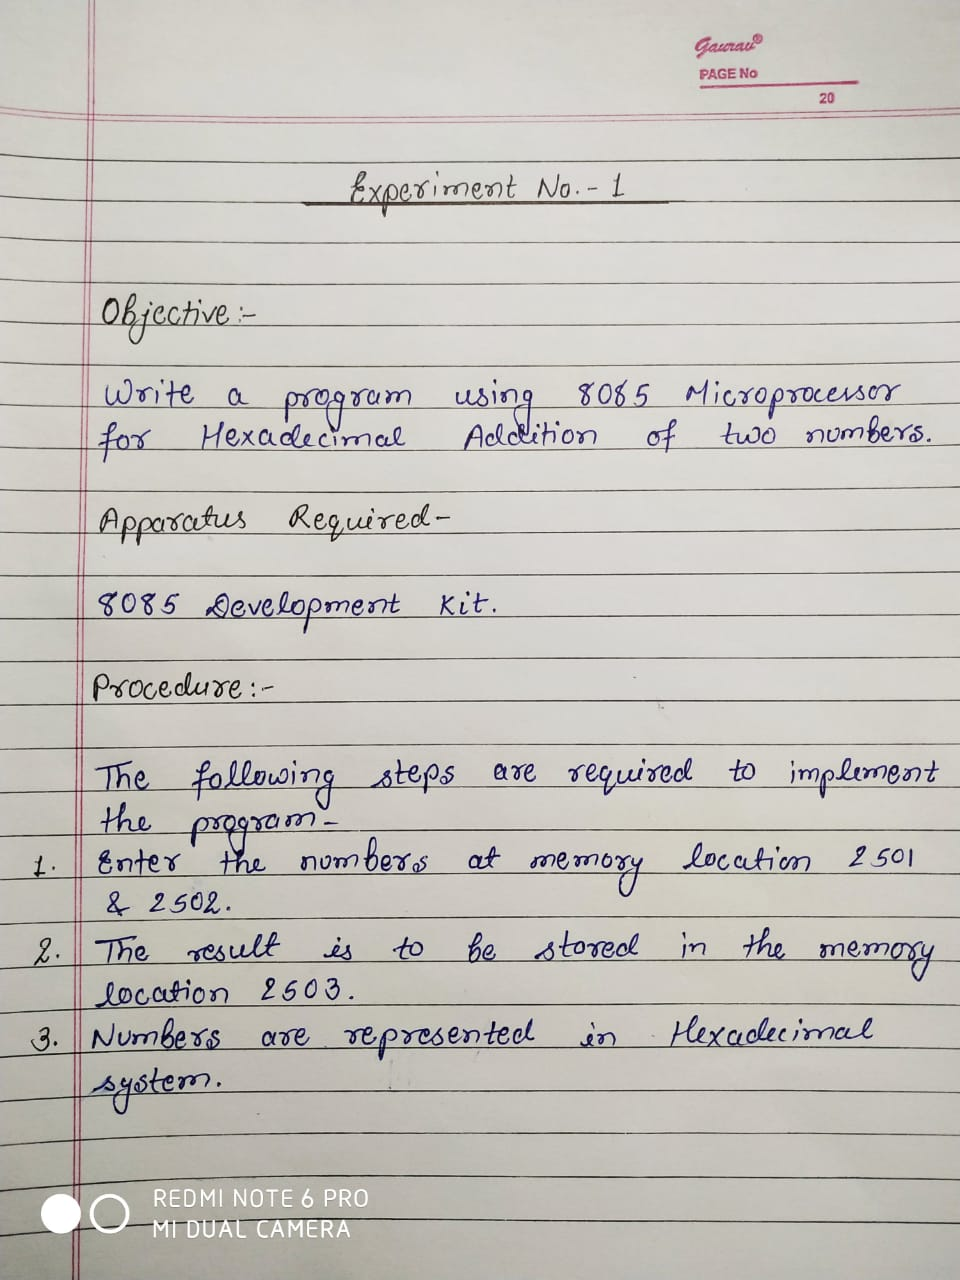 Gaurav®
PAGE No
20
Experiment No.- 1
Objective:-
Write a program using 8085 Microprocessor
for Hexadecimal Addition of two numbers.
Apparatus Required-
8085 Development Kit.
Procedure:-
The following steps are required to implement
the program-
1. Enter the numbers at memory location 2501
& 2502.
2. The result is to be stored in the memory
location 2503.
3. Numbers are represented in Hexadecimal
system.
REDMI NOTE 6 PRO
MI DUAL CAMERA